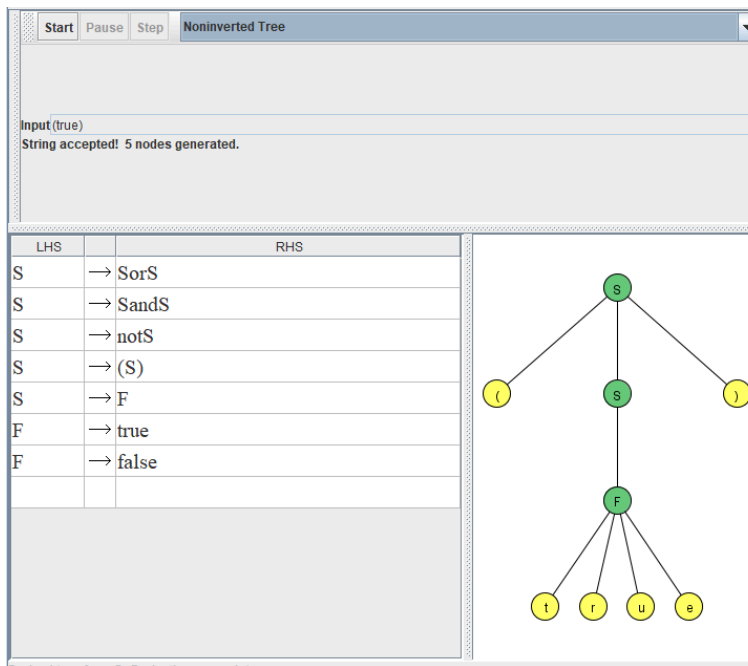 Start Pause Step Noninverted Tree
Input (true)
String accepted! 5 nodes generated.
LHS RHS
S → SorS
S → SandS
S → notS
S → (S)
S → F
F → true
F → false
S
( S )
F
t r u e